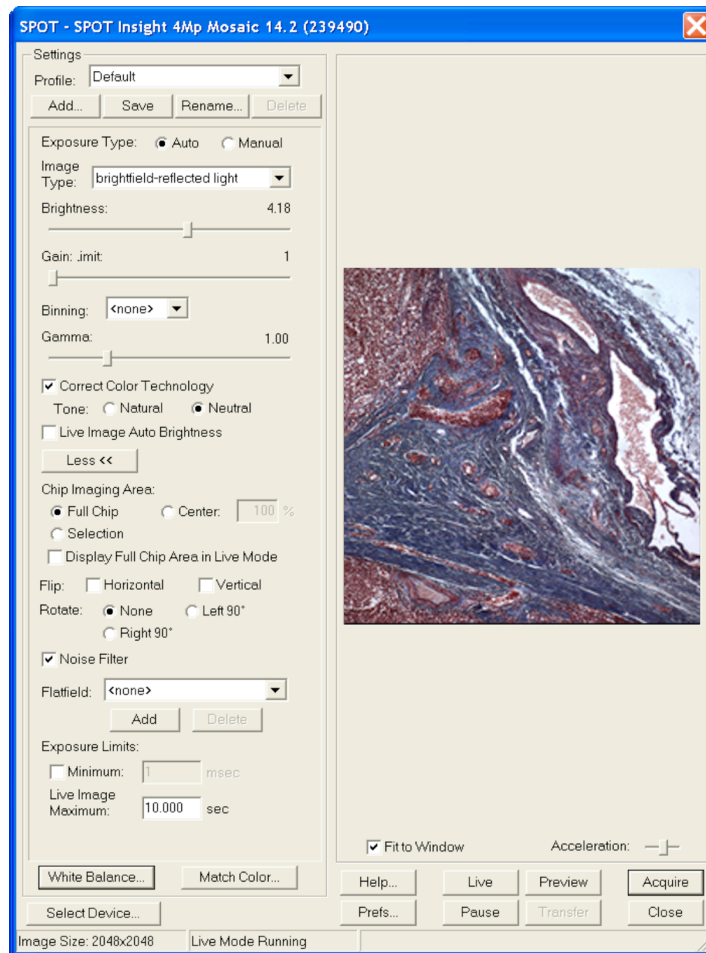 SPOT - SPOT Insight 4Mp Mosaic 14.2 (239490)
Settings
Profile: Default
Add... Save Rename... Delete
Exposure Type: Auto Manual
Image
Type: brightfield-reflected light
Brightness: 4.18
Gain: .imit: 1
Binning: <none>
Gamma: 1.00
Correct Color Technology
Tone: Natural Neutral
Live Image Auto Brightness
Less <<
Chip Imaging Area:
Full Chip Center: 100 %
Selection
Display Full Chip Area in Live Mode
Flip: Horizontal Vertical
Rotate: None Left 90°
Right 90°
Noise Filter
Flatfield: <none>
Add Delete
Exposure Limits:
Minimum: 1 msec
Live Image
Maximum: 10.000 sec
Fit to Window Acceleration:
White Balance... Match Color... Help... Live Preview Acquire
Select Device... Prefs... Pause Transfer Close
Image Size: 2048x2048 Live Mode Running